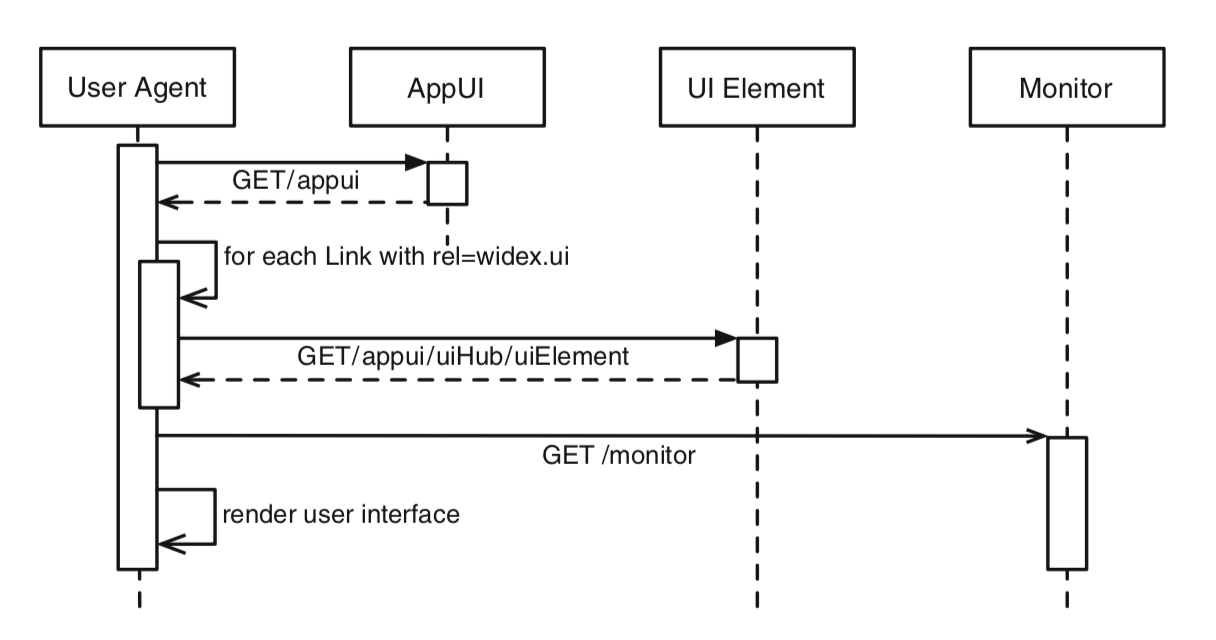 User Agent
AppUI
UI Element
Monitor
GET/appui
for each Link with rel=widex.ui
GET/appui/uiHub/uiElement
GET /monitor
render user interface